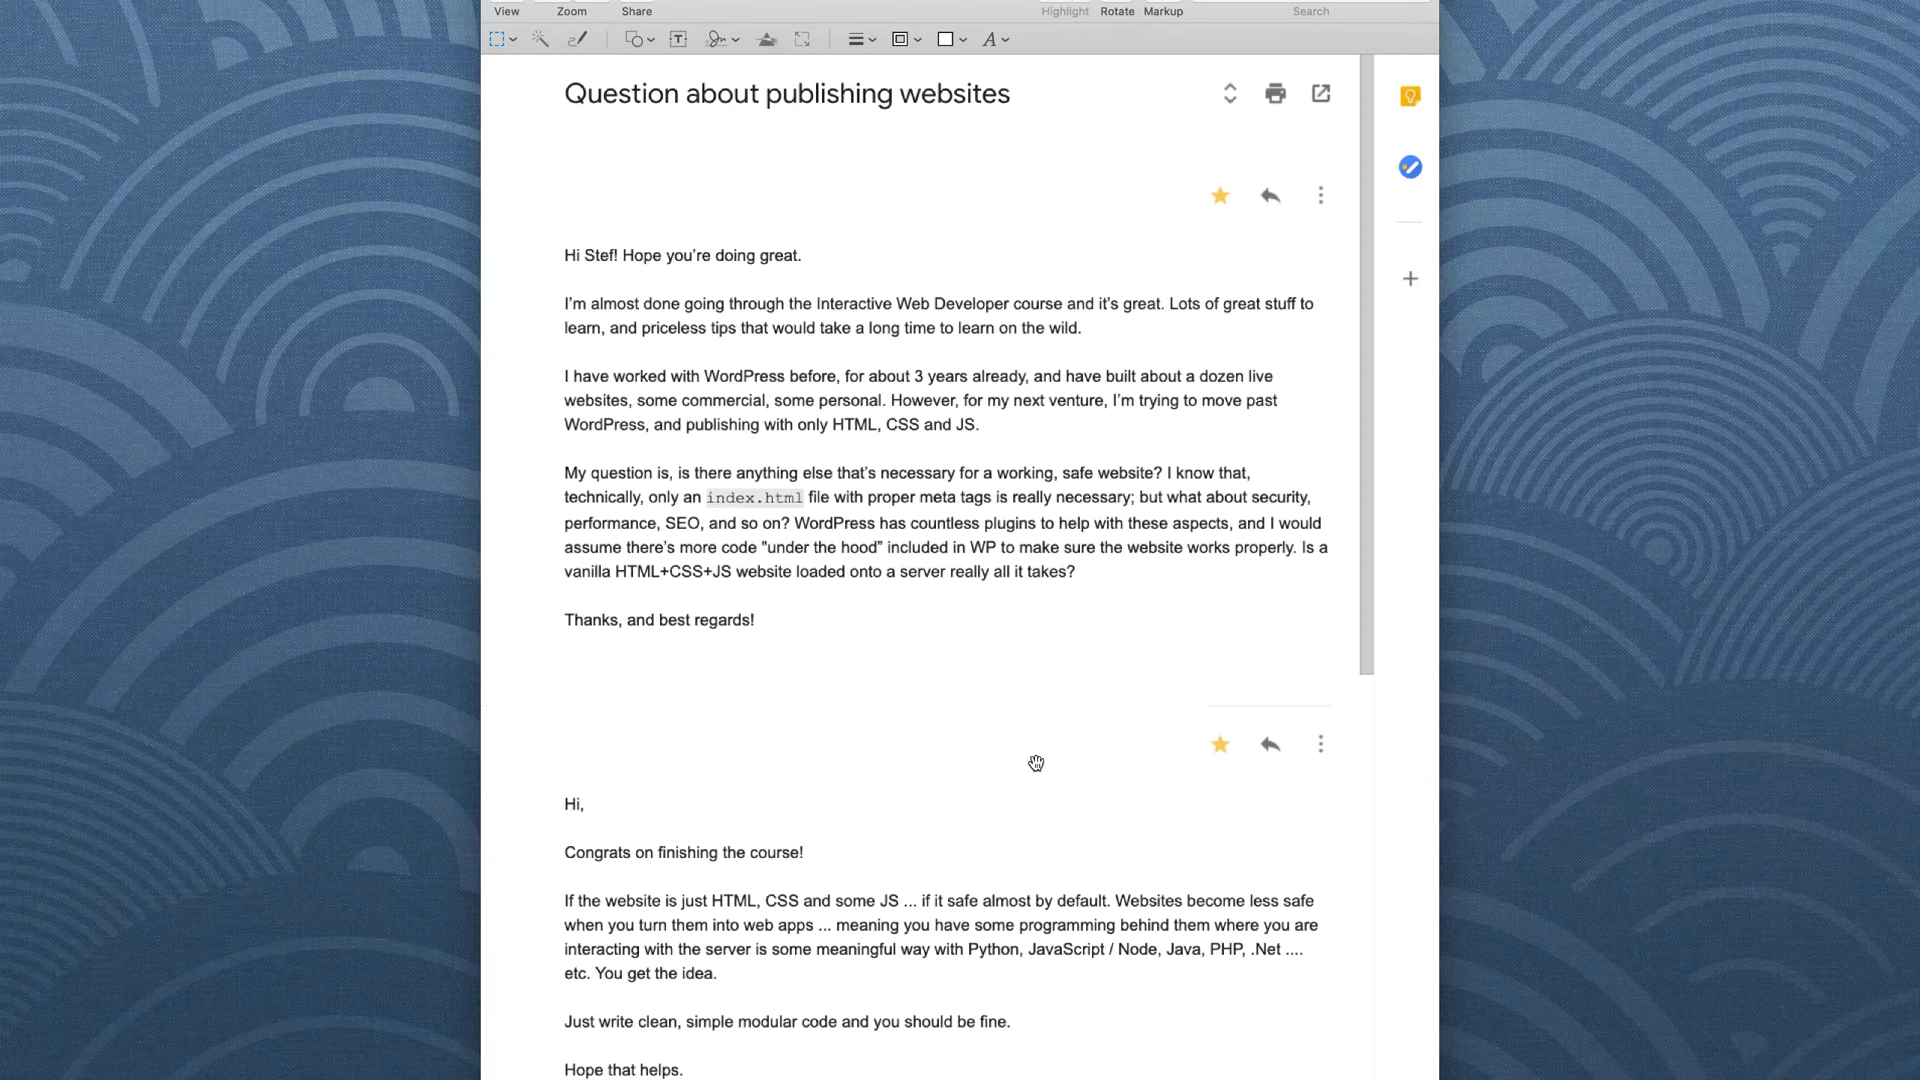 View Zoom Share Highlight Rotate Markup Search
Question about publishing websites
Hi Stef! Hope you’re doing great.
I’m almost done going through the Interactive Web Developer course and it’s great. Lots of great stuff to
learn, and priceless tips that would take a long time to learn on the wild.
I have worked with WordPress before, for about 3 years already, and have built about a dozen live
websites, some commercial, some personal. However, for my next venture, I’m trying to move past
WordPress, and publishing with only HTML, CSS and JS.
My question is, is there anything else that’s necessary for a working, safe website? I know that,
technically, only an index.html file with proper meta tags is really necessary; but what about security,
performance, SEO, and so on? WordPress has countless plugins to help with these aspects, and I would
assume there’s more code "under the hood” included in WP to make sure the website works properly. Is a
vanilla HTML+CSS+JS website loaded onto a server really all it takes?
Thanks, and best regards!
Hi,
Congrats on finishing the course!
If the website is just HTML, CSS and some JS ... if it safe almost by default. Websites become less safe
when you turn them into web apps ... meaning you have some programming behind them where you are
interacting with the server is some meaningful way with Python, JavaScript / Node, Java, PHP, .Net ....
etc. You get the idea.
Just write clean, simple modular code and you should be fine.
Hope that helps.